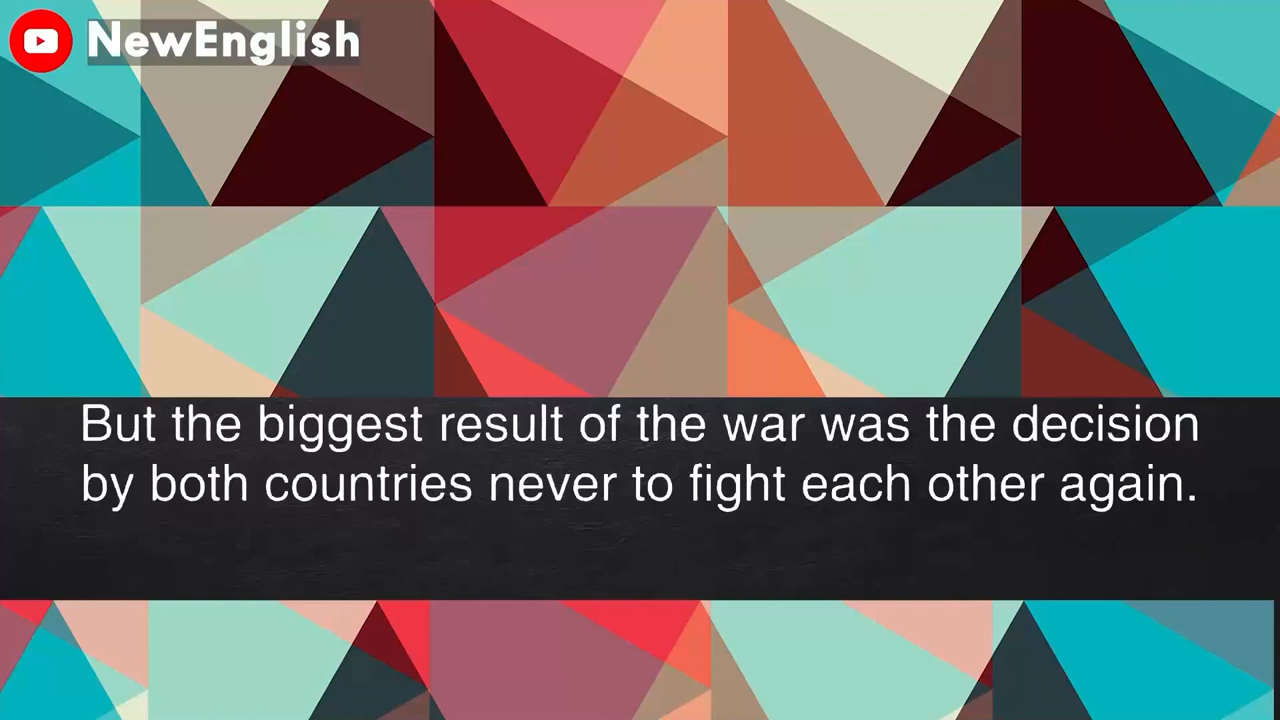 NewEnglish
But the biggest result of the war was the decision
by both countries never to fight each other again.